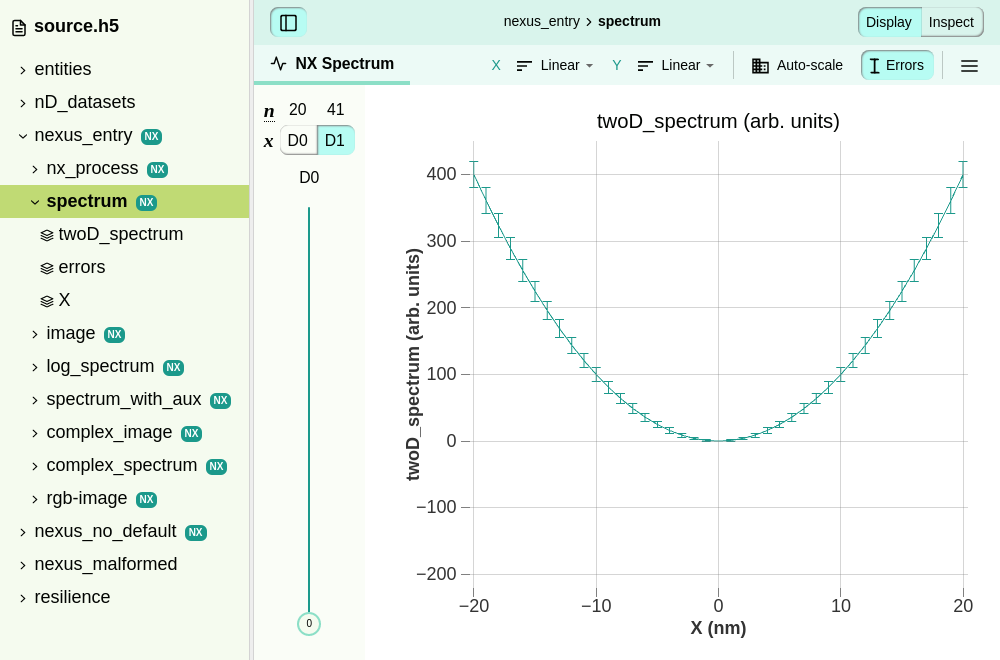 source.h5
entities
nD_datasets
nexus_entry NX
nx_process NX
spectrum NX
twoD_spectrum
errors
X
image NX
log_spectrum NX
spectrum_with_aux NX
complex_image NX
complex_spectrum NX
rgb-image NX
nexus_no_default NX
nexus_malformed
resilience
nexus_entry › spectrum
Display Inspect
NX Spectrum
X Linear Y Linear Auto-scale Errors
n 20 41
x D0 D1
D0
0
twoD_spectrum (arb. units)
twoD_spectrum (arb. units)
400
300
200
100
0
−100
−200
−20 −10 0 10 20
X (nm)